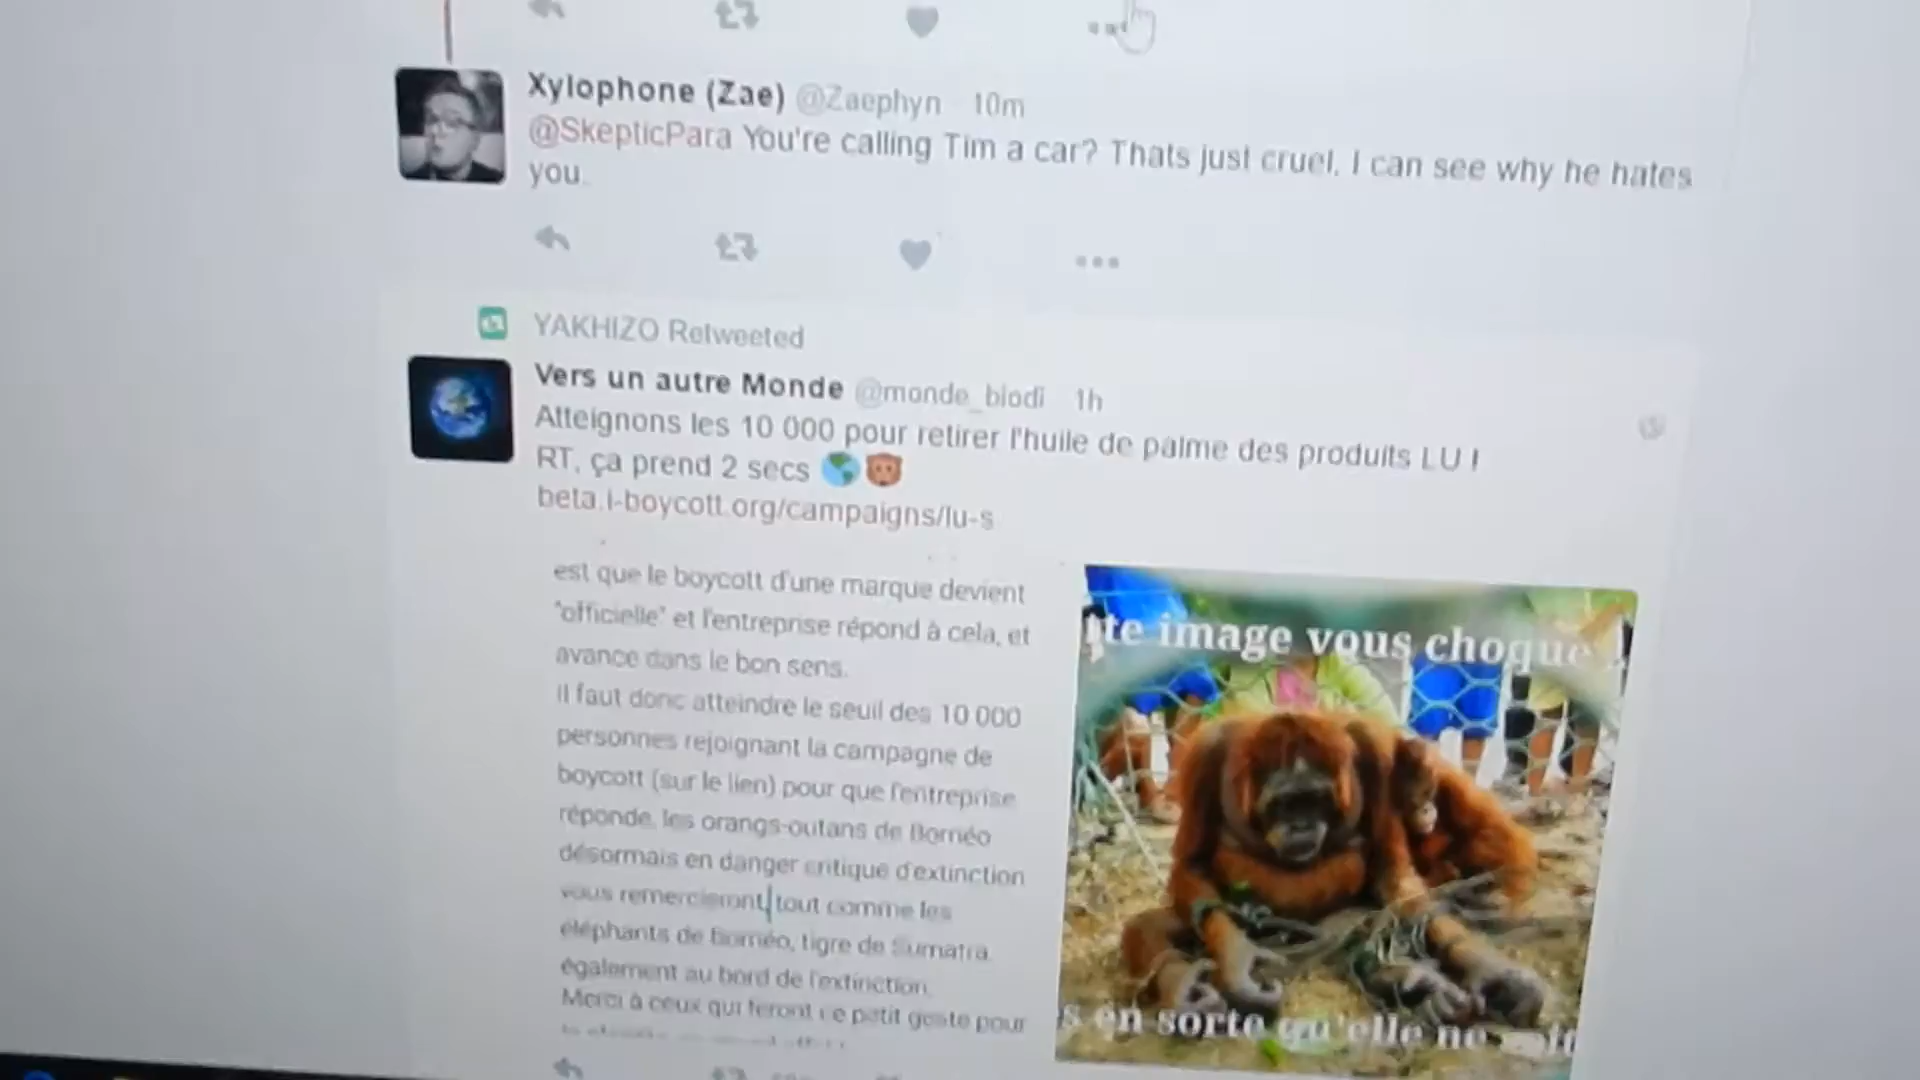 Xylophone (Zae) @Zaephyn 10m
@SkepticPara You're calling Tim a car? Thats just cruel, I can see why he hates
you.
YAKHIZO Retweeted
Vers un autre Monde @monde_biodi 1h
Atteignons les 10 000 pour retirer l'huile de palme des produits LU !
RT, ça prend 2 secs
beta.i-boycott.org/campaigns/lu-s
est que le boycott d'une marque devient
"officielle" et l'entreprise répond à cela, et
avance dans le bon sens.
Il faut donc atteindre le seuil des 10 000
personnes rejoignant la campagne de
boycott (sur le lien) pour que l'entreprise
réponde, les orangs-outans de Bornéo
désormais en danger critique d'extinction
vous remercieront, tout comme les
éléphants de Bornéo, tigre de Sumatra,
également au bord de l'extinction.
Merci à ceux qui feront ce petit geste pour
te image vous choque !
s en sorte qu'elle ne